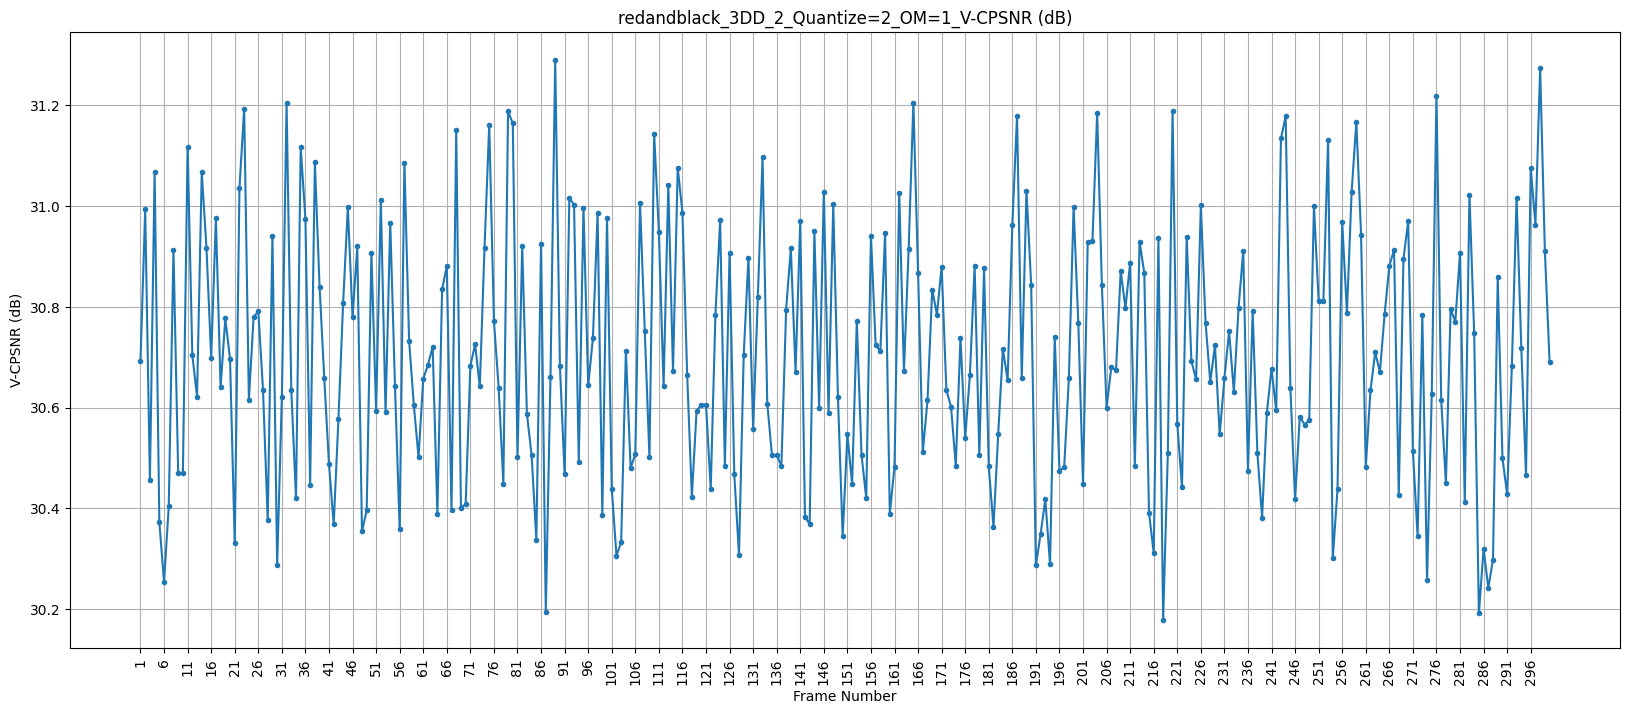 redandblack_3DD_2_Quantize=2_OM=1_V-CPSNR (dB)
V-CPSNR (dB)
31.2
31.0
30.8
30.6
30.4
30.2
1 6 11 16 21 26 31 36 41 46 51 56 61 66 71 76 81 86 91 96 101 106 111 116 121 126 131 136 141 146 151 156 161 166 171 176 181 186 191 196 201 206 211 216 221 226 231 236 241 246 251 256 261 266 271 276 281 286 291 296
Frame Number